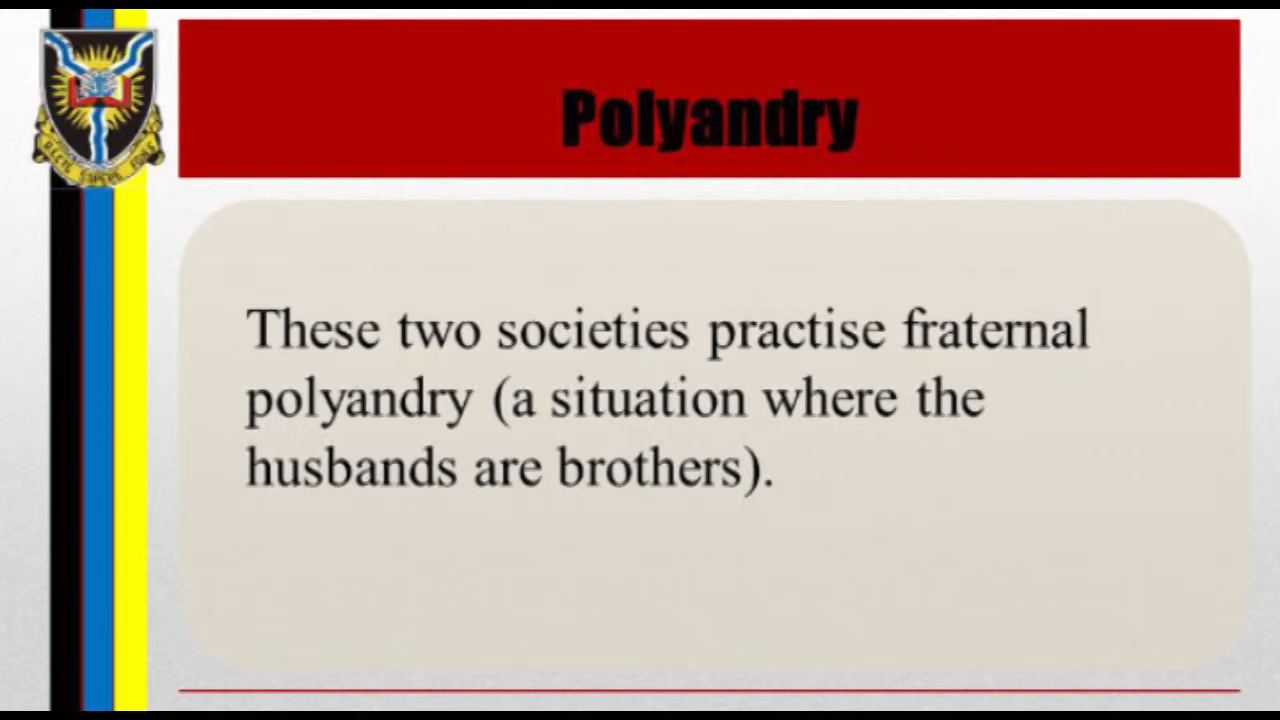 Polyandry
These two societies practise fraternal
polyandry (a situation where the
husbands are brothers).